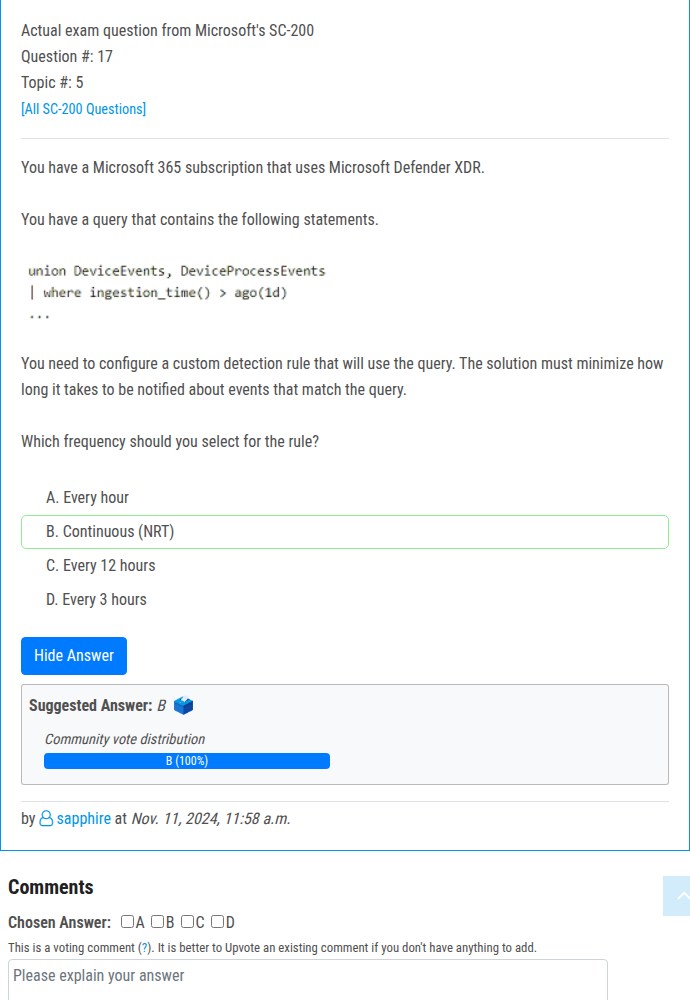 Actual exam question from Microsoft's SC-200
Question #: 17
Topic #: 5
[All SC-200 Questions]
You have a Microsoft 365 subscription that uses Microsoft Defender XDR.
You have a query that contains the following statements.
union DeviceEvents, DeviceProcessEvents
| where ingestion_time() > ago(1d)
...
You need to configure a custom detection rule that will use the query. The solution must minimize how
long it takes to be notified about events that match the query.
Which frequency should you select for the rule?
A. Every hour
B. Continuous (NRT)
C. Every 12 hours
D. Every 3 hours
Hide Answer
Suggested Answer: B
Community vote distribution
B (100%)
by sapphire at Nov. 11, 2024, 11:58 a.m.
Comments
Chosen Answer: A B C D
This is a voting comment (?). It is better to Upvote an existing comment if you don't have anything to add.
Please explain your answer